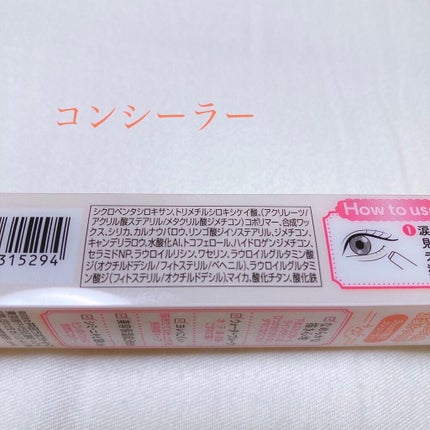 コンシーラー
シクロペンタシロキサン、トリメチルシロキシケイ酸、(アクリレーツ/
アクリル酸ステアリル/メタクリル酸ジメチコン)コポリマー、合成ワッ
クス、シリカ、カルナウバロウ、リンゴ酸ジイソステアリル、ジメチコン、
キャンデリラロウ、水酸化Al、トコフェロール、ハイドロゲンジメチコン、
セラミドNP、ラウロイルリシン、ワセリン、ラウロイルグルタミン酸
ジ(オクチルドデシル/フィトステリル/ベヘニル)、ラウロイルグルタミ
ン酸ジ(フィトステリル/オクチルドデシル)、マイカ、酸化チタン、酸化鉄
315294
How to use
1 涙